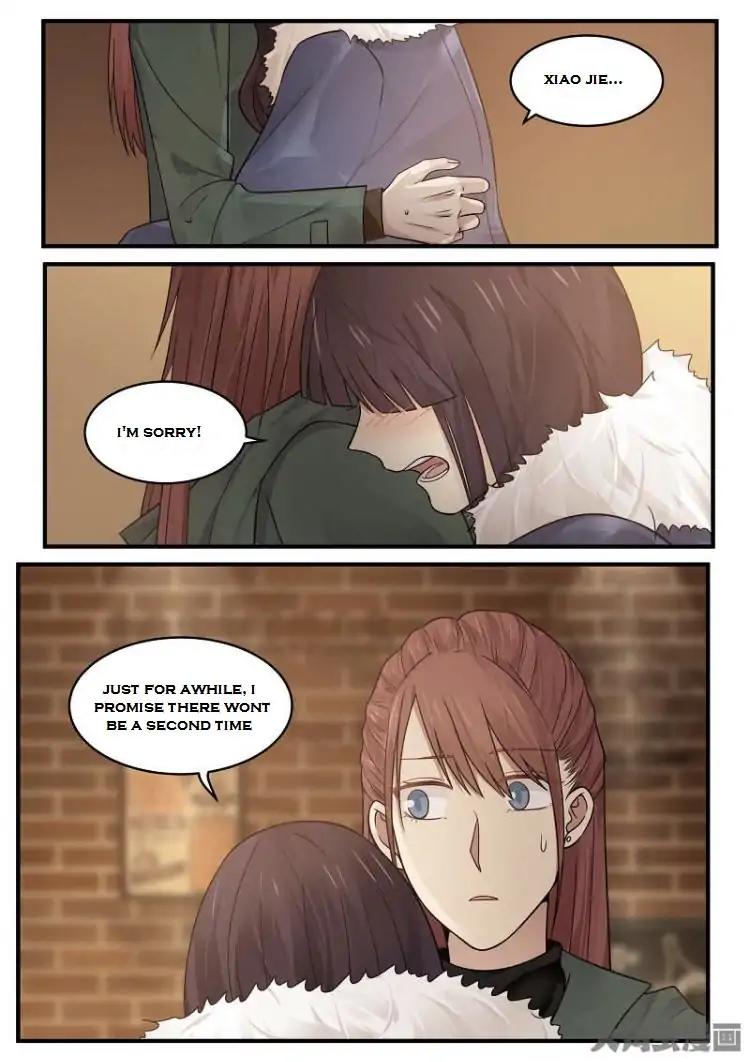 XIAO JIE...
I'M SORRY!
JUST FOR AWHILE, I
PROMISE THERE WONT
BE A SECOND TIME